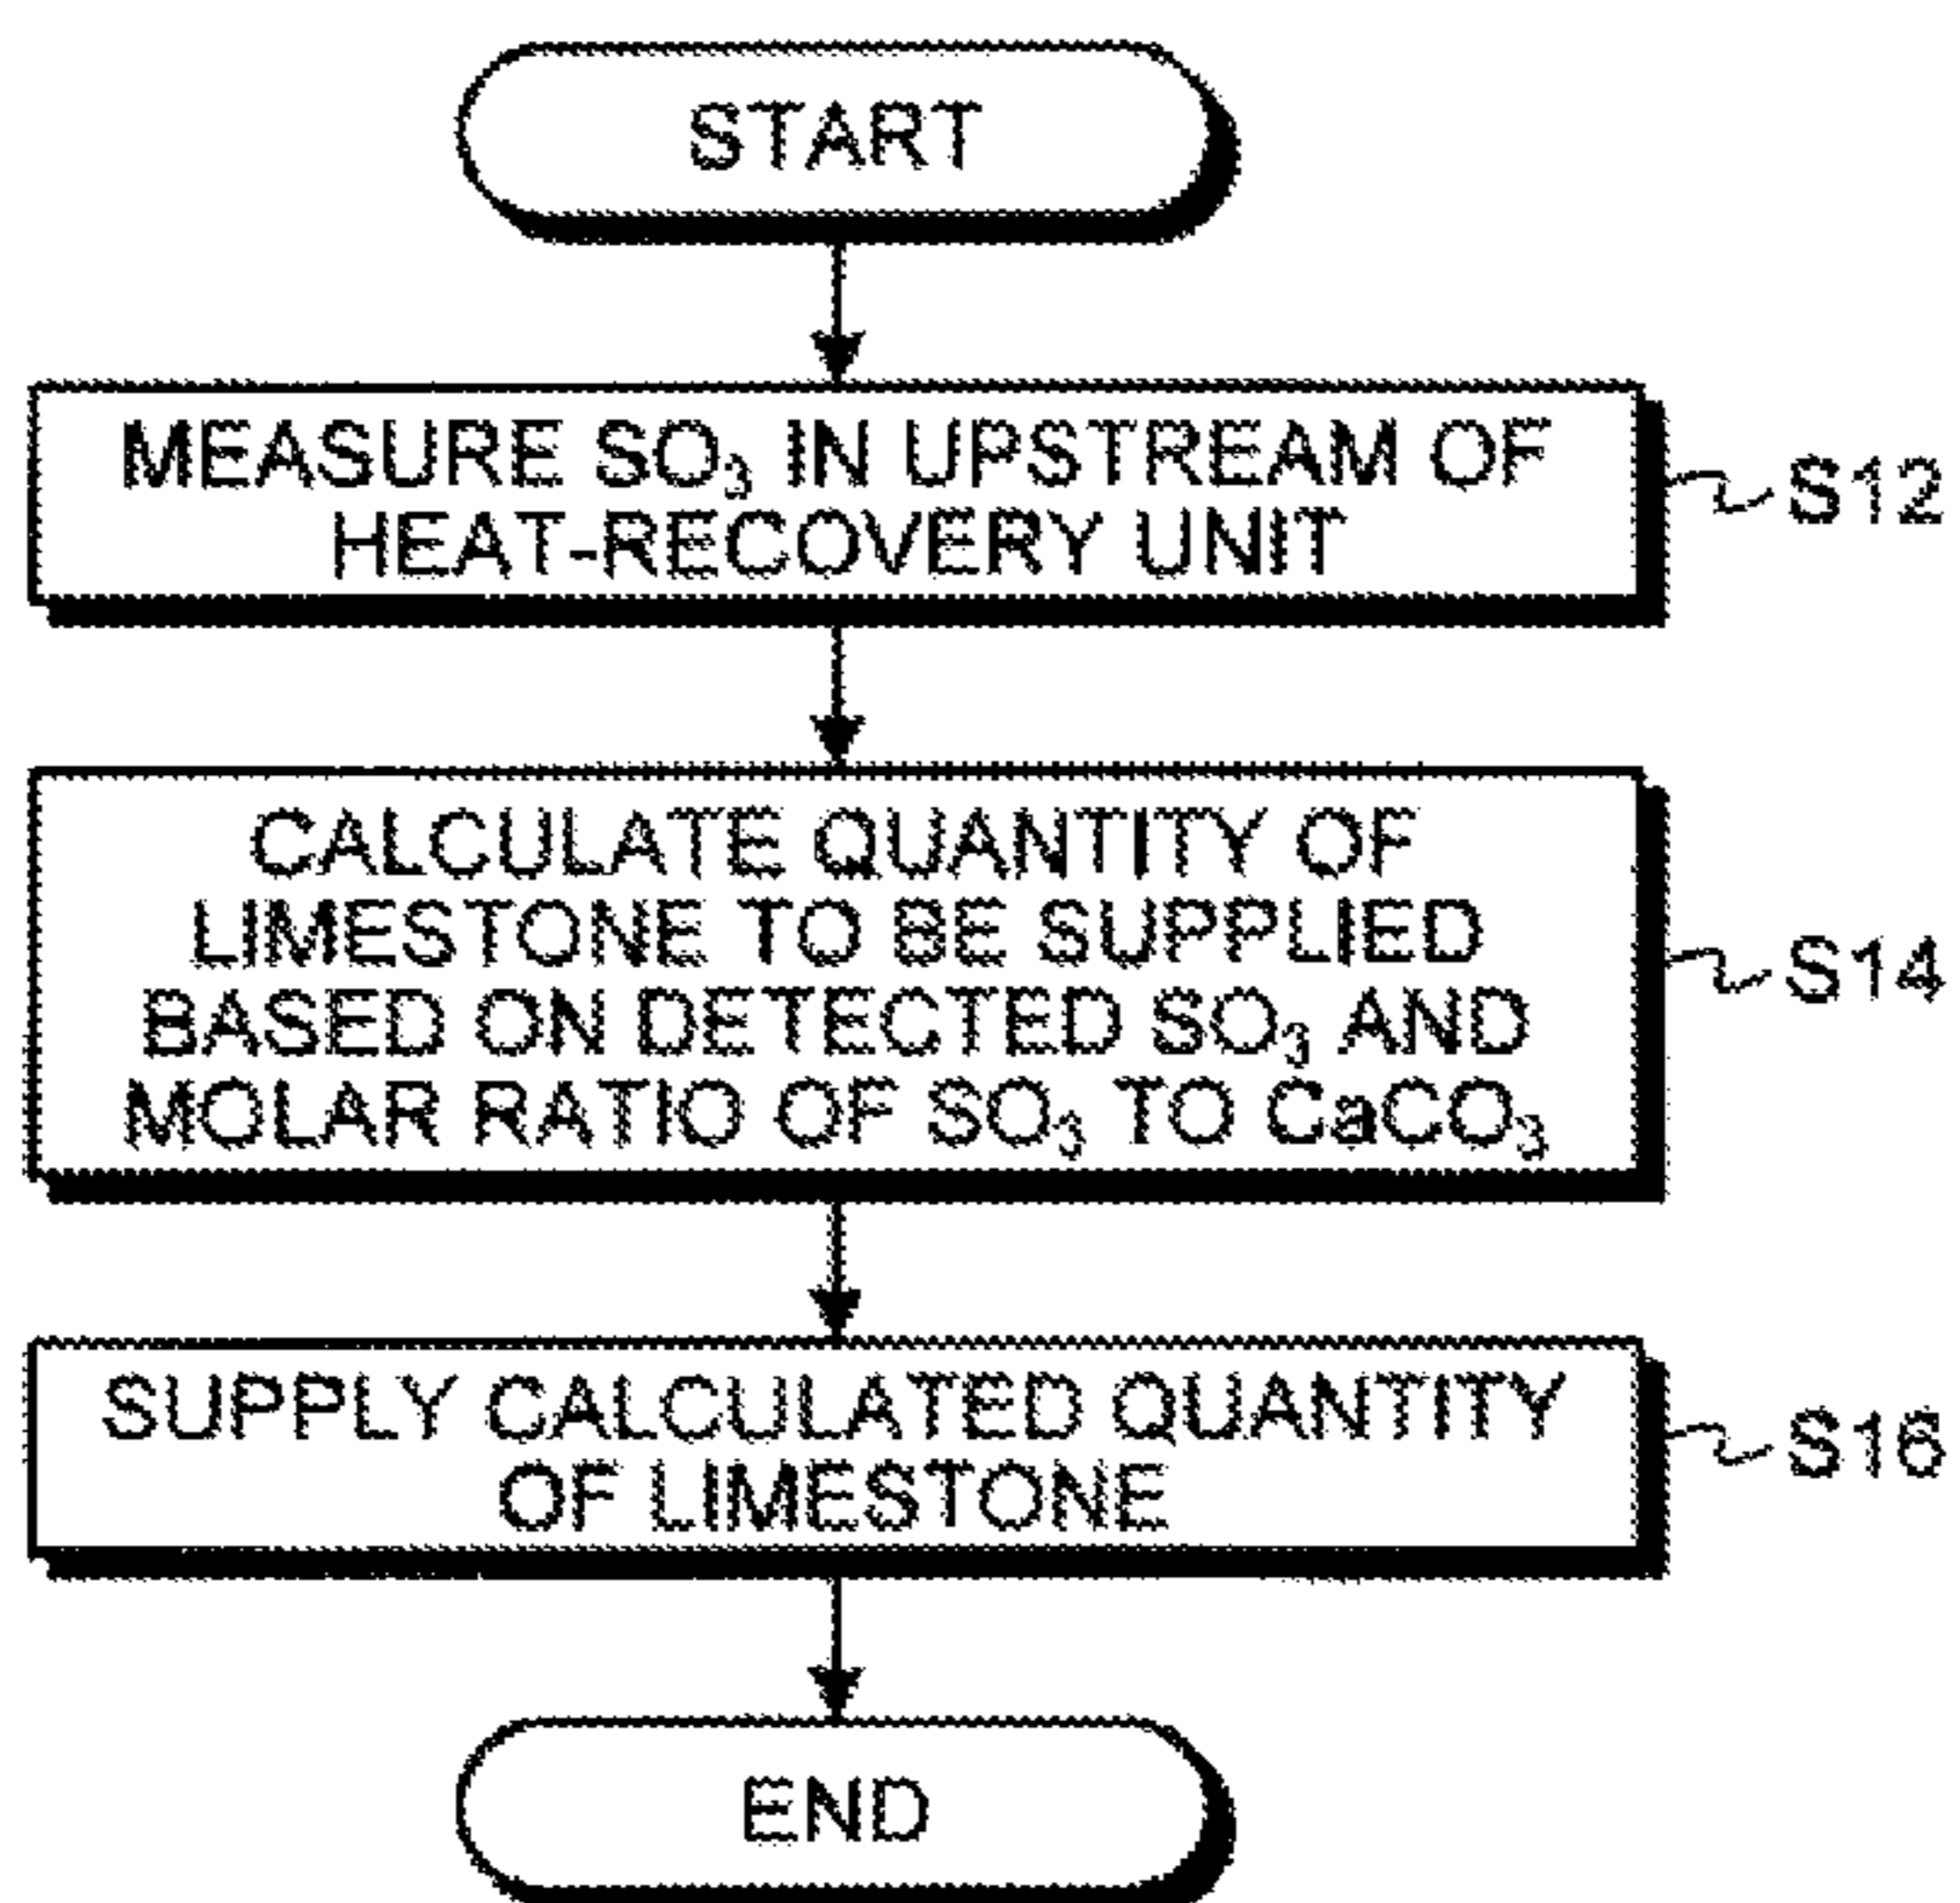 START
MEASURE SO₃ IN UPSTREAM OF
HEAT-RECOVERY UNIT
S12
CALCULATE QUANTITY OF
LIMESTONE TO BE SUPPLIED
BASED ON DETECTED SO₃ AND
MOLAR RATIO OF SO₃ TO CaCO₃
S14
SUPPLY CALCULATED QUANTITY
OF LIMESTONE
S16
END